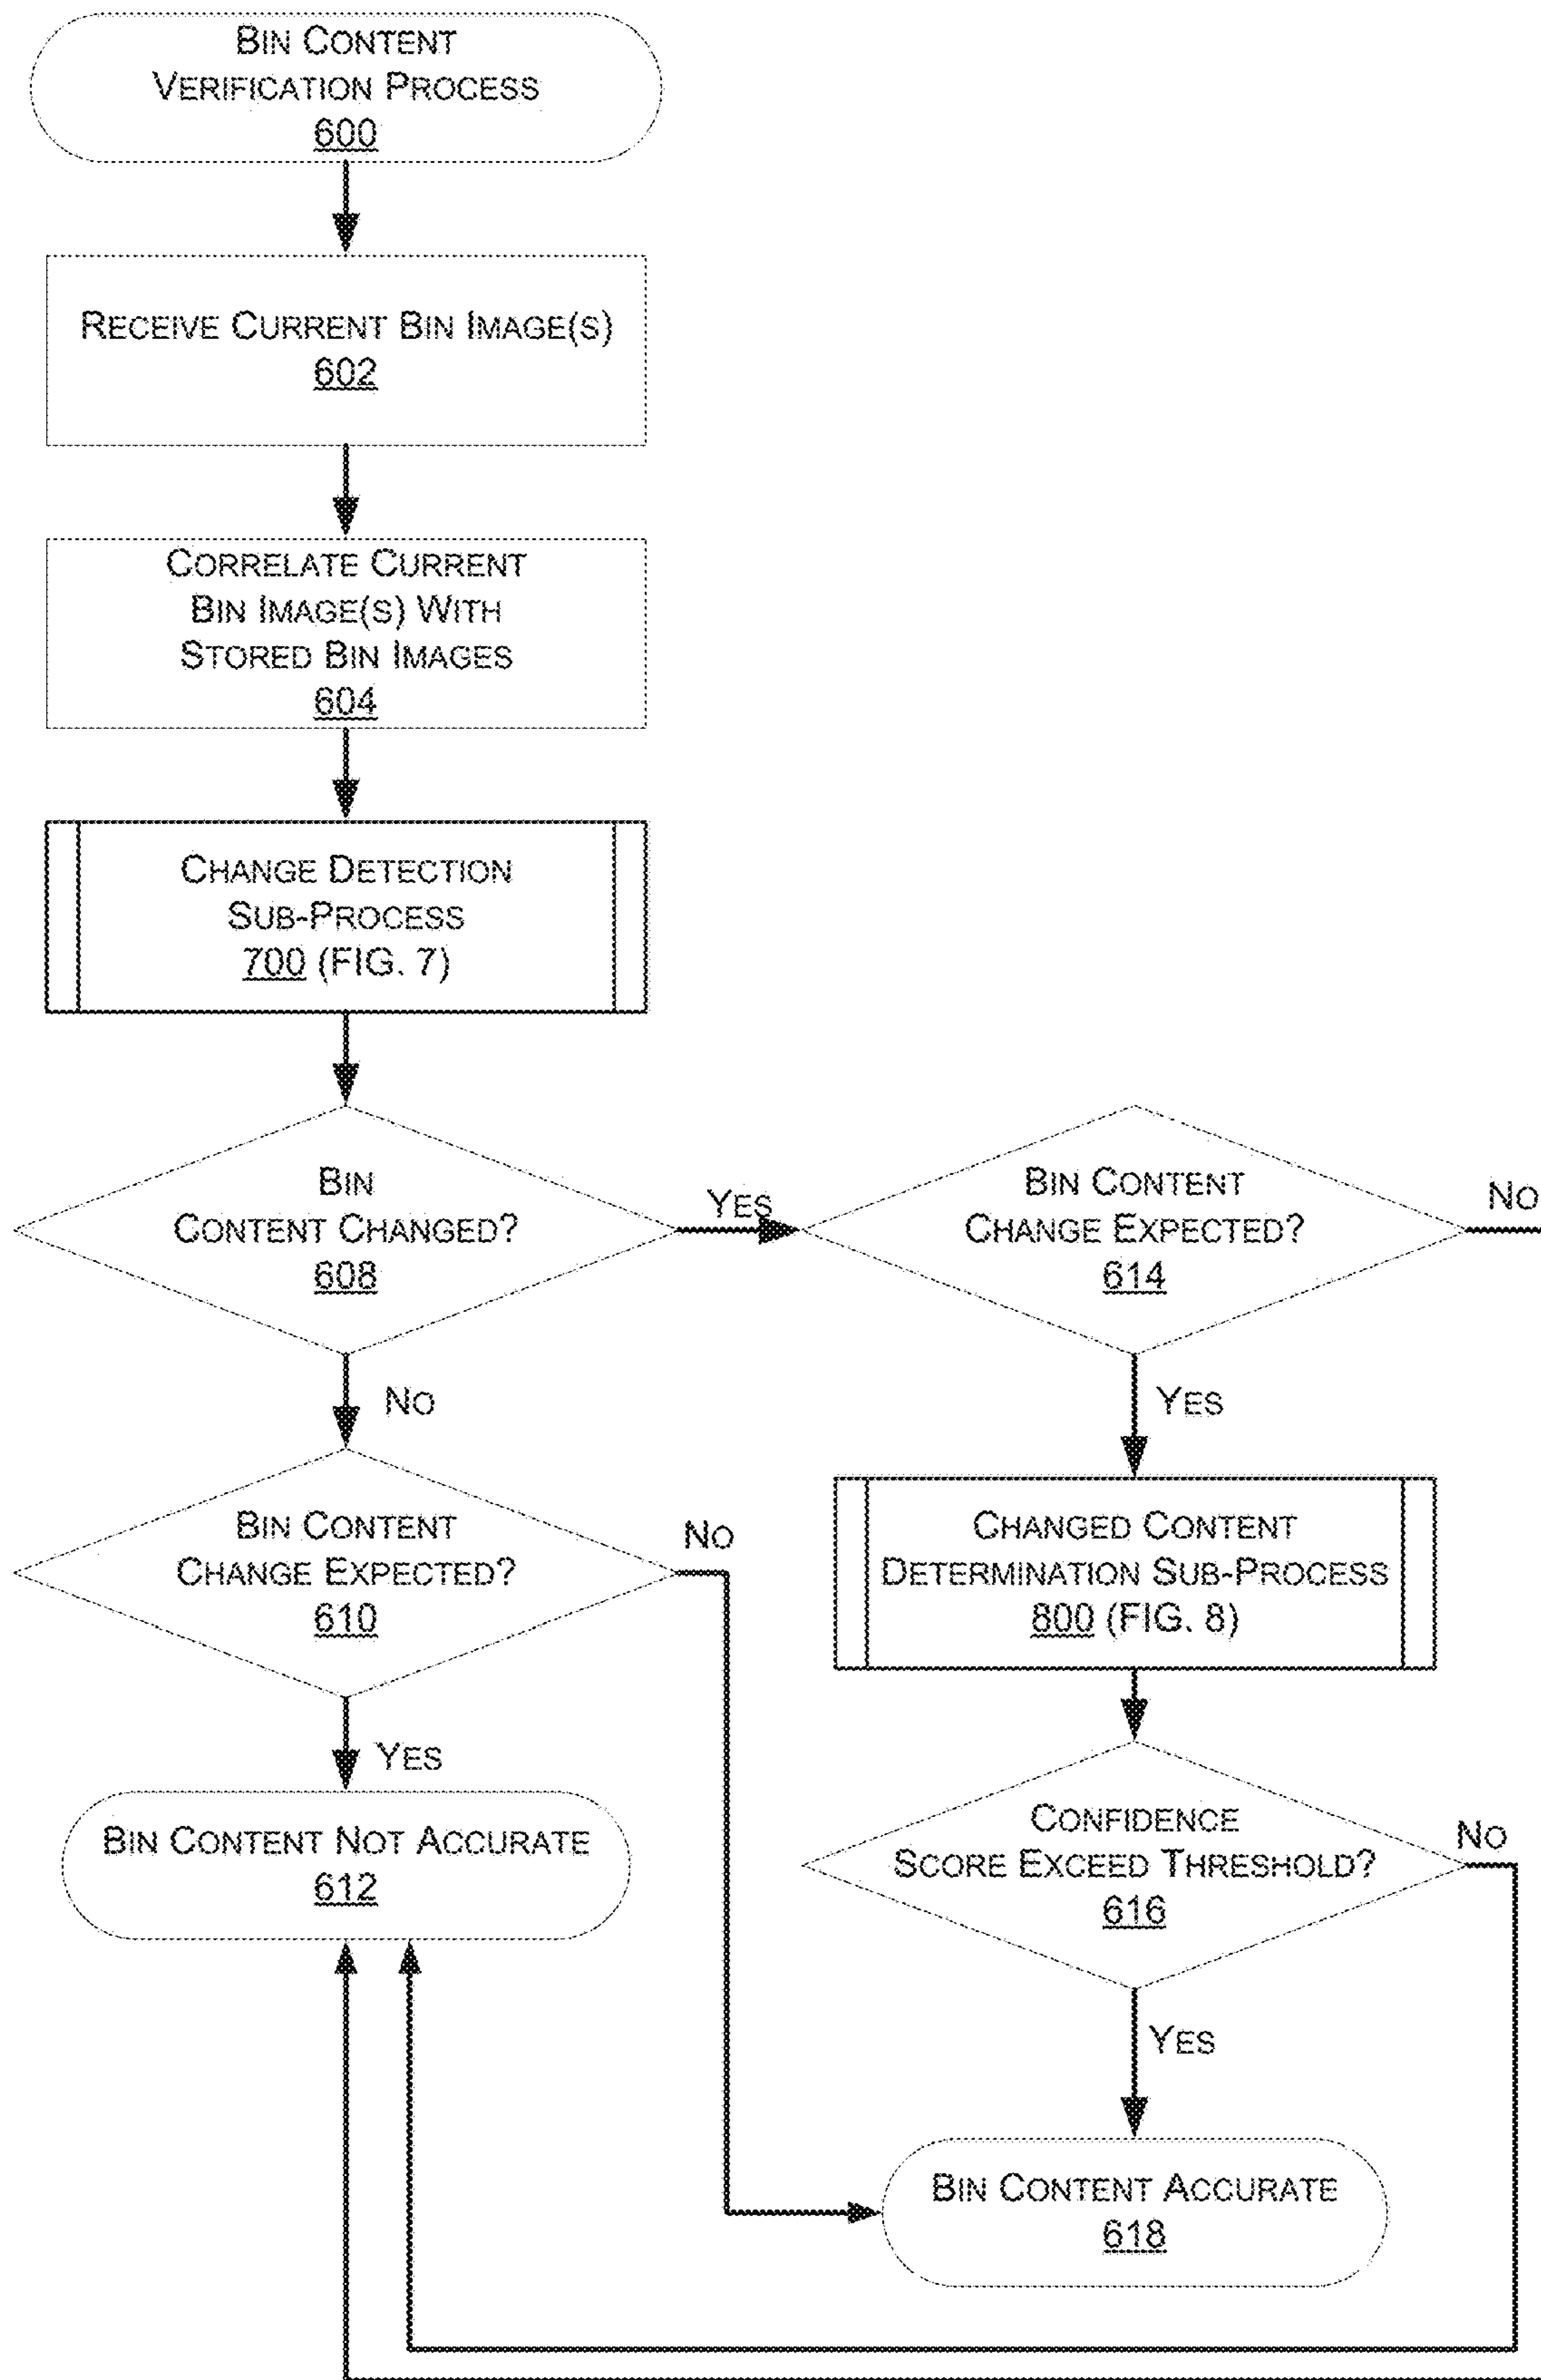 BIN CONTENT
VERIFICATION PROCESS
600
RECEIVE CURRENT BIN IMAGE(S)
602
CORRELATE CURRENT
BIN IMAGE(S) WITH
STORED BIN IMAGES
604
CHANGE DETECTION
SUB-PROCESS
700 (FIG. 7)
BIN
CONTENT CHANGED?
608
YES
BIN CONTENT
CHANGE EXPECTED?
614
NO
NO
YES
BIN CONTENT
CHANGE EXPECTED?
610
NO
CHANGED CONTENT
DETERMINATION SUB-PROCESS
800 (FIG. 8)
YES
BIN CONTENT NOT ACCURATE
612
CONFIDENCE
SCORE EXCEED THRESHOLD?
616
NO
YES
BIN CONTENT ACCURATE
618